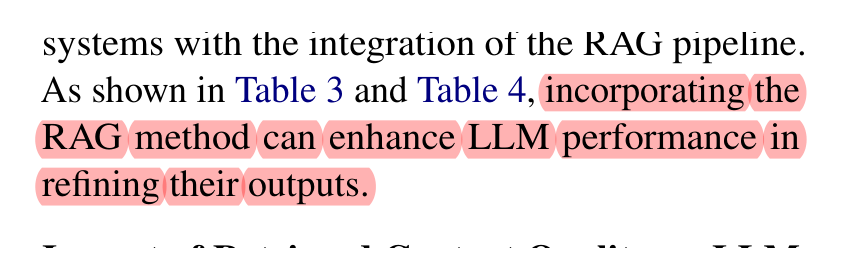 systems with the integration of the RAG pipeline.
As shown in Table 3 and Table 4, incorporating the
RAG method can enhance LLM performance in
refining their outputs.